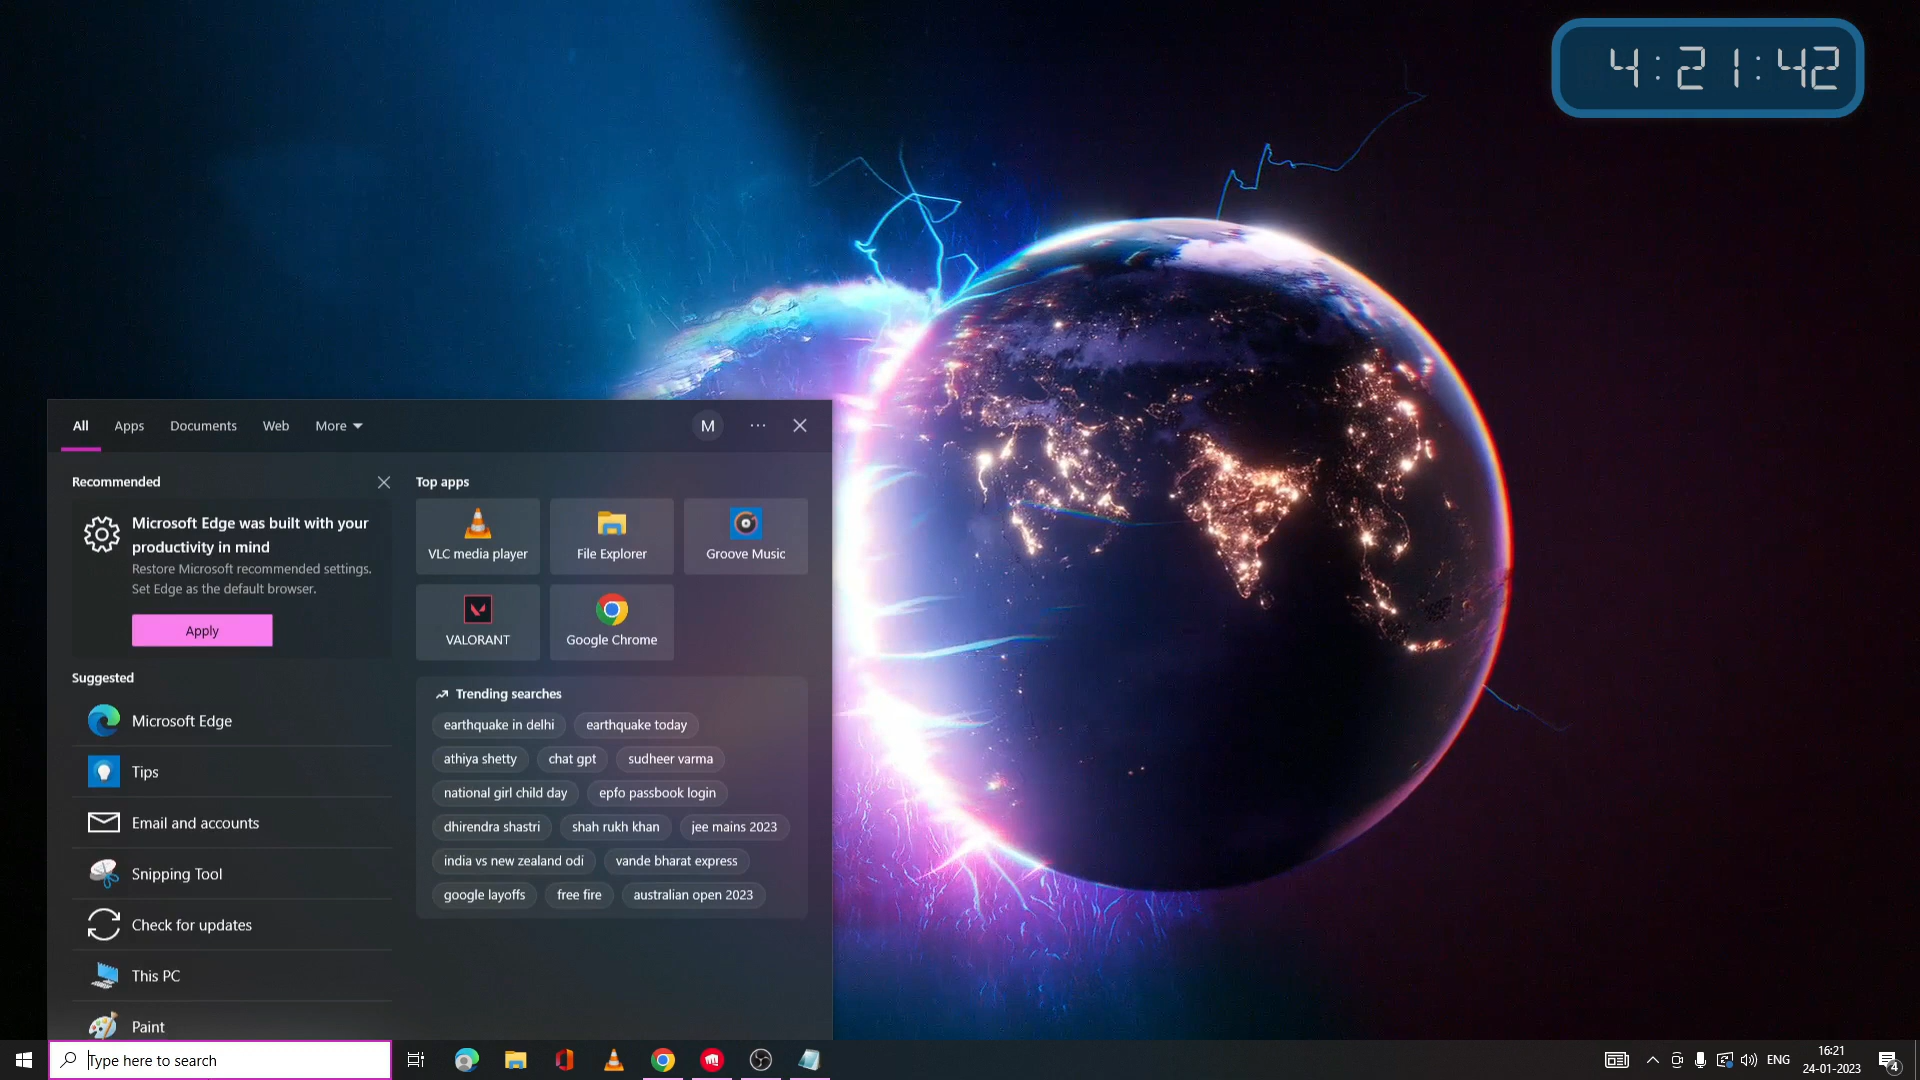 4:21:42
All
Apps
Documents
Web
More
M
Recommended
Microsoft Edge was built with your
productivity in mind
Restore Microsoft recommended settings.
Set Edge as the default browser.
Apply
Suggested
Microsoft Edge
Tips
Email and accounts
Snipping Tool
Check for updates
This PC
Paint
Top apps
VLC media player
File Explorer
Groove Music
VALORANT
Google Chrome
Trending searches
earthquake in delhi
earthquake today
athiya shetty
chat gpt
sudheer varma
national girl child day
epfo passbook login
dhirendra shastri
shah rukh khan
jee mains 2023
india vs new zealand odi
vande bharat express
google layoffs
free fire
australian open 2023
Type here to search
ENG
16:21
24-01-2023
4